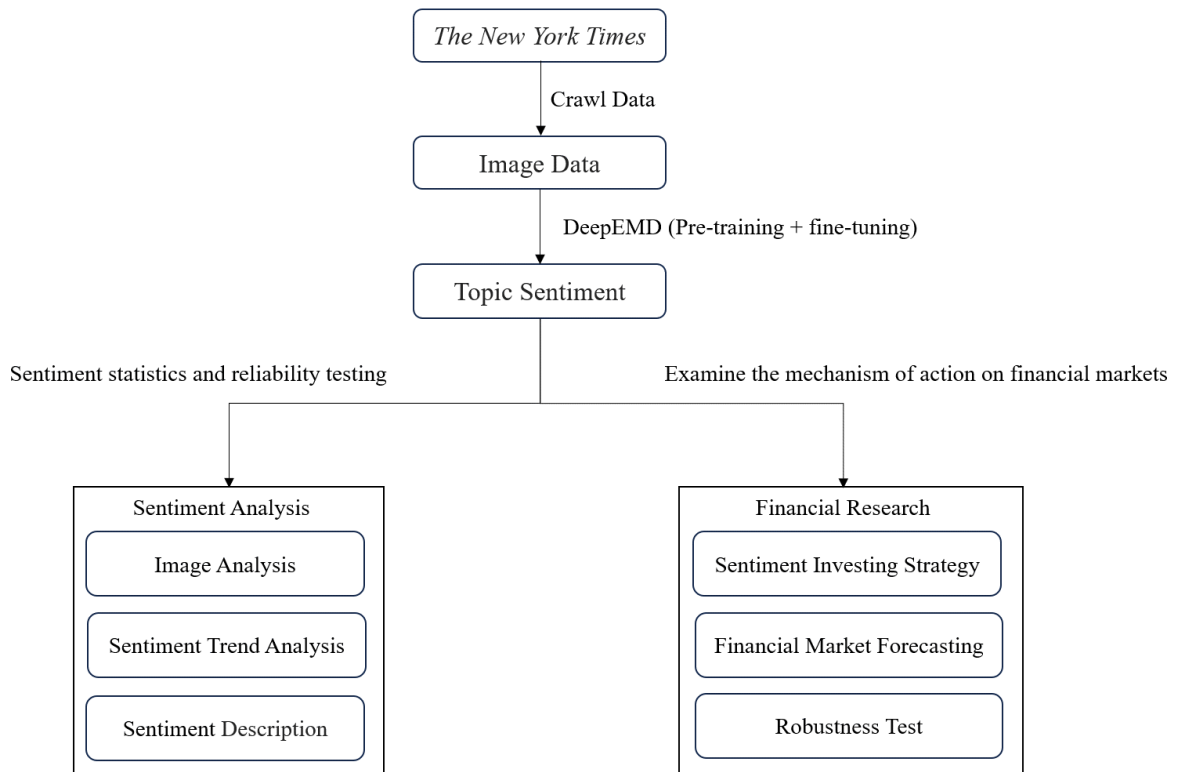 The New York Times
Crawl Data
Image Data
DeepEMD (Pre-training + fine-tuning)
Topic Sentiment
Sentiment statistics and reliability testing
Examine the mechanism of action on financial markets
Sentiment Analysis
Image Analysis
Sentiment Trend Analysis
Sentiment Description
Financial Research
Sentiment Investing Strategy
Financial Market Forecasting
Robustness Test